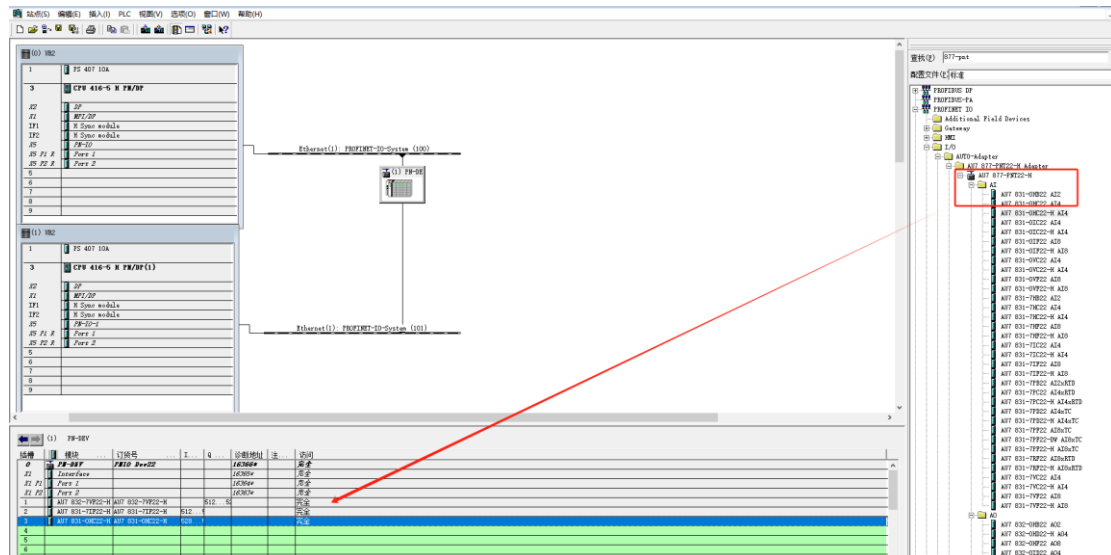 站点(S) 编辑(E) 插入(I) PLC 视图(V) 选项(O) 窗口(W) 帮助(H)
(0) UR2
1 PS 407 10A
3 CPU 416-5 H PN/DP
X2 DP
X1 MPI/DP
IF1 H Sync module
IF2 H Sync module
X5 PN-IO
X5 P1 R Port 1
X5 P2 R Port 2
5
6
7
8
9
(1) UR2
1 PS 407 10A
3 CPU 416-5 H PN/DP(1)
X2 DP
X1 MPI/DP
IF1 H Sync module
IF2 H Sync module
X5 PN-IO-1
X5 P1 R Port 1
X5 P2 R Port 2
5
6
7
8
9
Ethernet(1): PROFINET-IO-System (100)
(1) PN-DE
Ethernet(1): PROFINET-IO-System (101)
查找(F) 877-pnt
配置文件(P) 标准
PROFIBUS DP
PROFIBUS-PA
PROFINET IO
Additional Field Devices
Gateway
HMI
I/O
AUTO-Adapter
AU7 877-PNT22-H Adapter
AU7 877-PNT22-H
AI
AU7 831-0HB22 AI2
AU7 831-0HC22 AI4
AU7 831-0HC22-H AI4
AU7 831-0IC22 AI4
AU7 831-0IC22-H AI4
AU7 831-0IF22 AI8
AU7 831-0IF22-H AI8
AU7 831-0VC22 AI4
AU7 831-0VC22-H AI4
AU7 831-0VF22 AI8
AU7 831-0VF22-H AI8
AU7 831-7HB22 AI2
AU7 831-7HC22 AI4
AU7 831-7HC22-H AI4
AU7 831-7HF22 AI8
AU7 831-7HF22-H AI8
AU7 831-7IC22 AI4
AU7 831-7IC22-H AI4
AU7 831-7IF22 AI8
AU7 831-7IF22-H AI8
AU7 831-7PB22 AI2xRTD
AU7 831-7PC22 AI4xRTD
AU7 831-7PC22-H AI4xRTD
AU7 831-7PD22 AI4xTC
AU7 831-7PD22-H AI4xTC
AU7 831-7PF22 AI8xTC
AU7 831-7PF22-DW AI8xTC
AU7 831-7PF22-H AI8xTC
AU7 831-7RF22 AI8xRTD
AU7 831-7RF22-H AI8xRTD
AU7 831-7VC22 AI4
AU7 831-7VC22-H AI4
AU7 831-7VF22 AI8
AU7 831-7VF22-H AI8
AO
AU7 832-0HB22 AO2
AU7 832-0HD22-H AO4
AU7 832-0HF22 AO8
AU7 832-0ID22 AO4
(1) PN-DEV
插槽 模块 ... 订货号 ... I... Q... 诊断地址 注... 访问
0 PN-DEV PNIO Dev22 16366* 完全
X1 Interface 16365* 完全
X1 P1 Port 1 16364* 完全
X1 P2 Port 2 16363* 完全
1 AU7 832-7VF22-H AU7 832-7VF22-H 512...52 完全
2 AU7 831-7IF22-H AU7 831-7IF22-H 512...5 完全
3 AU7 831-0HC22-H AU7 831-0HC22-H 528...5 完全
4
5
6